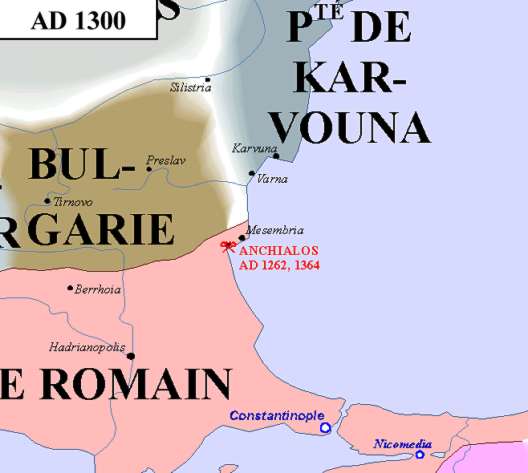 AD 1300
S
PTÉ DE
KAR-
VOUNA
Silistria
Karvuna
BUL-
Preslav
Varna
Tirnovo
RGARIE
Mesembria
ANCHIALOS
AD 1262, 1364
Berrhoia
Hadrianopolis
E ROMAIN
Constantinople
Nicomedia